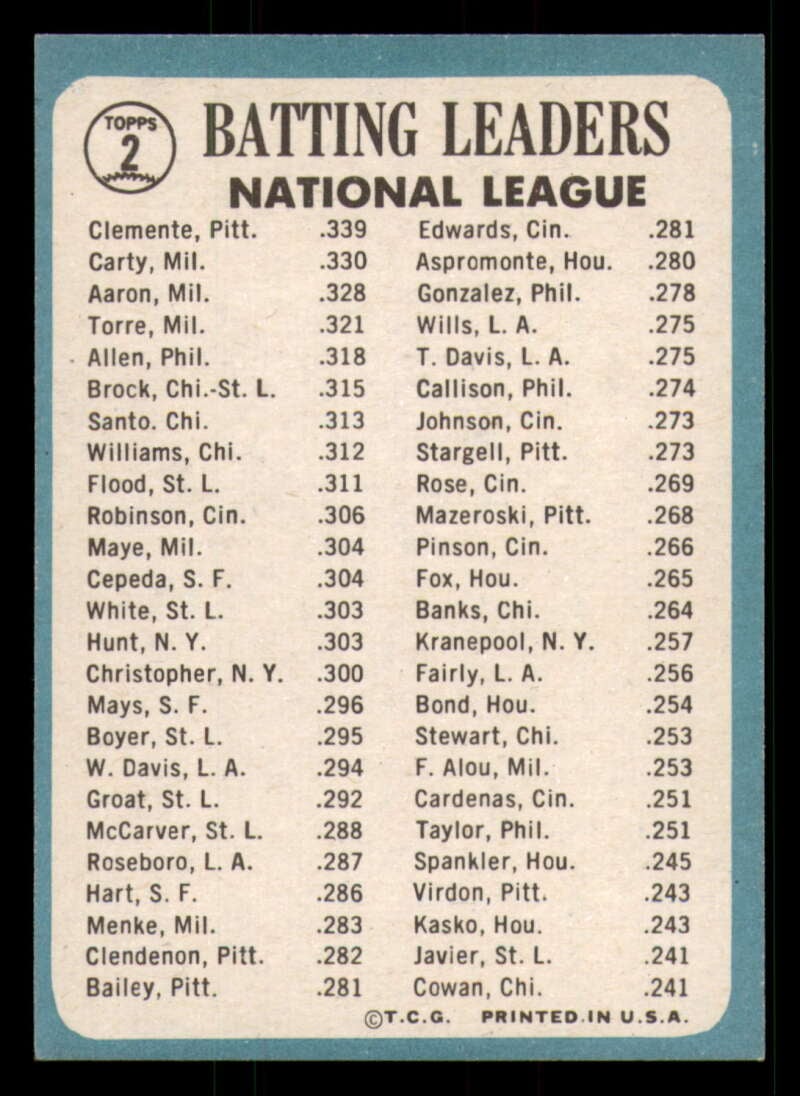 TOPPS
2
BATTING LEADERS
NATIONAL LEAGUE
Clemente, Pitt. .339
Carty, Mil. .330
Aaron, Mil. .328
Torre, Mil. .321
Allen, Phil. .318
Brock, Chi.-St. L. .315
Santo. Chi. .313
Williams, Chi. .312
Flood, St. L. .311
Robinson, Cin. .306
Maye, Mil. .304
Cepeda, S. F. .304
White, St. L. .303
Hunt, N. Y. .303
Christopher, N. Y. .300
Mays, S. F. .296
Boyer, St. L. .295
W. Davis, L. A. .294
Groat, St. L. .292
McCarver, St. L. .288
Roseboro, L. A. .287
Hart, S. F. .286
Menke, Mil. .283
Clendenon, Pitt. .282
Bailey, Pitt. .281
Edwards, Cin. .281
Aspromonte, Hou. .280
Gonzalez, Phil. .278
Wills, L. A. .275
T. Davis, L. A. .275
Callison, Phil. .274
Johnson, Cin. .273
Stargell, Pitt. .273
Rose, Cin. .269
Mazeroski, Pitt. .268
Pinson, Cin. .266
Fox, Hou. .265
Banks, Chi. .264
Kranepool, N. Y. .257
Fairly, L. A. .256
Bond, Hou. .254
Stewart, Chi. .253
F. Alou, Mil. .253
Cardenas, Cin. .251
Taylor, Phil. .251
Spankler, Hou. .245
Virdon, Pitt. .243
Kasko, Hou. .243
Javier, St. L. .241
Cowan, Chi. .241
©T.C.G. PRINTED IN U.S.A.